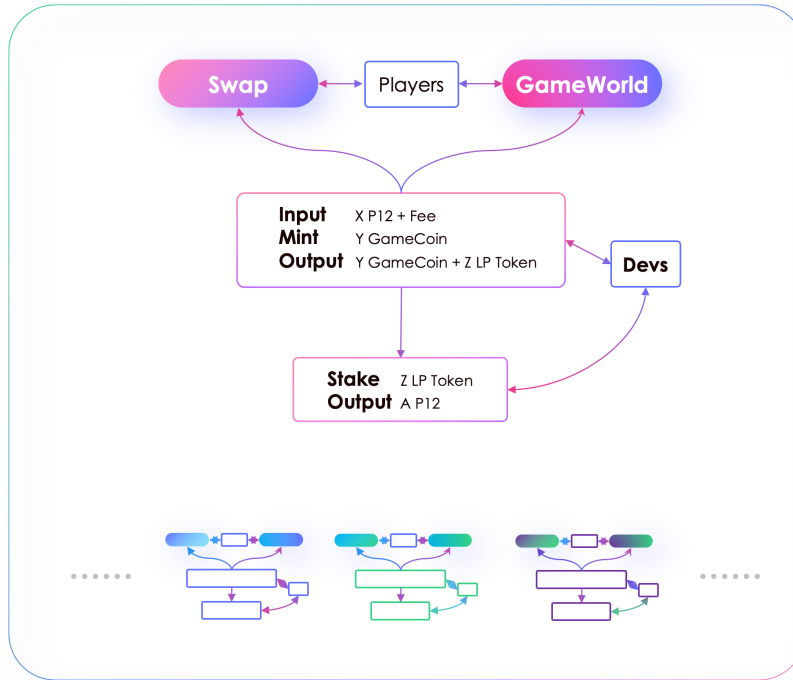 Swap Players GameWorld
Input X P12 + Fee
Mint Y GameCoin
Output Y GameCoin + Z LP Token
Devs
Stake Z LP Token
Output A P12